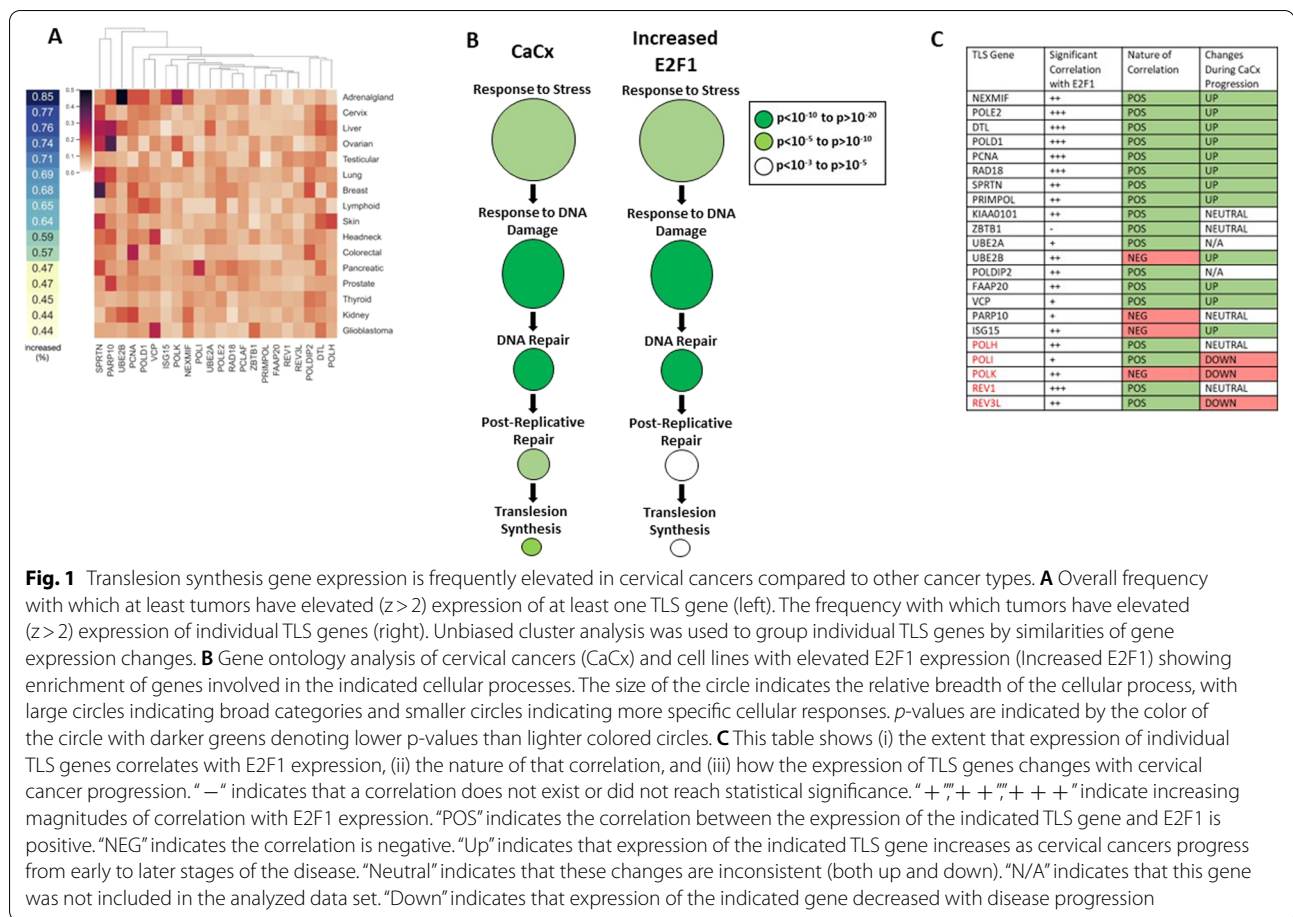 A
0.85
0.77
0.76
0.74
0.71
0.69
0.68
0.65
0.64
0.59
0.57
0.47
0.47
0.45
0.44
0.44
Increased
(%)
0.5
0.4
0.3
0.2
0.1
0.0
Adrenalgland
Cervix
Liver
Ovarian
Testicular
Lung
Breast
Lymphoid
Skin
Headneck
Colorectal
Pancreatic
Prostate
Thyroid
Kidney
Glioblastoma
SPRTN
PARP10
UBE2B
PCNA
POLD1
VCP
ISG15
POLK
NEXMIF
POLI
UBE2A
POLE2
RAD18
PCLAF
ZBTB1
PRIMPOL
FAAP20
REV1
REV3L
POLDIP2
DTL
POLH
B
CaCx
Response to Stress
Response to DNA
Damage
DNA Repair
Post-Replicative
Repair
Translesion
Synthesis
Increased
E2F1
Response to Stress
Response to DNA
Damage
DNA Repair
Post-Replicative
Repair
Translesion
Synthesis
p<10⁻¹⁰ to p>10⁻²⁰
p<10⁻⁵ to p>10⁻¹⁰
p<10⁻³ to p>10⁻⁵
C
TLS Gene Significant Correlation with E2F1 Nature of Correlation Changes During CaCx Progression
NEXMIF ++ POS UP
POLE2 +++ POS UP
DTL +++ POS UP
POLD1 +++ POS UP
PCNA +++ POS UP
RAD18 +++ POS UP
SPRTN ++ POS UP
PRIMPOL ++ POS UP
KIAA0101 ++ POS NEUTRAL
ZBTB1 - POS NEUTRAL
UBE2A + POS N/A
UBE2B ++ NEG UP
POLDIP2 ++ POS N/A
FAAP20 ++ POS UP
VCP + POS UP
PARP10 + NEG NEUTRAL
ISG15 ++ NEG UP
POLH ++ POS NEUTRAL
POLI + POS DOWN
POLK ++ NEG DOWN
REV1 +++ POS NEUTRAL
REV3L ++ POS DOWN
Fig. 1 Translesion synthesis gene expression is frequently elevated in cervical cancers compared to other cancer types. A Overall frequency
with which at least tumors have elevated (z > 2) expression of at least one TLS gene (left). The frequency with which tumors have elevated
(z > 2) expression of individual TLS genes (right). Unbiased cluster analysis was used to group individual TLS genes by similarities of gene
expression changes. B Gene ontology analysis of cervical cancers (CaCx) and cell lines with elevated E2F1 expression (Increased E2F1) showing
enrichment of genes involved in the indicated cellular processes. The size of the circle indicates the relative breadth of the cellular process, with
large circles indicating broad categories and smaller circles indicating more specific cellular responses. p-values are indicated by the color of
the circle with darker greens denoting lower p-values than lighter colored circles. C This table shows (i) the extent that expression of individual
TLS genes correlates with E2F1 expression, (ii) the nature of that correlation, and (iii) how the expression of TLS genes changes with cervical
cancer progression. “ − “ indicates that a correlation does not exist or did not reach statistical significance. “ + ”,“ + + ”,“ + + + ” indicate increasing
magnitudes of correlation with E2F1 expression. “POS” indicates the correlation between the expression of the indicated TLS gene and E2F1 is
positive. “NEG” indicates the correlation is negative. “Up” indicates that expression of the indicated TLS gene increases as cervical cancers progress
from early to later stages of the disease. “Neutral” indicates that these changes are inconsistent (both up and down). “N/A” indicates that this gene
was not included in the analyzed data set. “Down” indicates that expression of the indicated gene decreased with disease progression